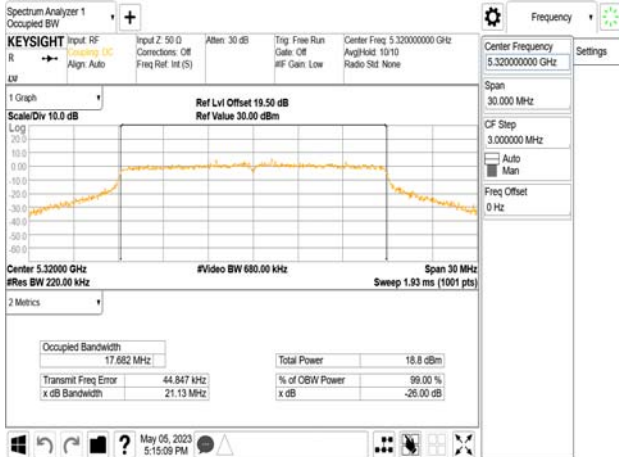 Spectrum Analyzer 1
Occupied BW
+
Frequency
KEYSIGHT
R
Input: RF
Coupling: DC
Align: Auto
Input Z: 50 Ω
Corrections: Off
Freq Ref: Int (S)
Atten: 30 dB
Trig: Free Run
Gate: Off
#IF Gain: Low
Center Freq: 5.320000000 GHz
Avg|Hold: 10/10
Radio Std: None
Center Frequency
5.320000000 GHz
Settings
Span
30.000 MHz
CF Step
3.000000 MHz
Auto
Man
Freq Offset
0 Hz
1 Graph
Scale/Div 10.0 dB
Ref Lvl Offset 19.50 dB
Ref Value 30.00 dBm
Log
20.0
10.0
0.00
-10.0
-20.0
-30.0
-40.0
-50.0
-60.0
Center 5.32000 GHz
#Res BW 220.00 kHz
#Video BW 680.00 kHz
Span 30 MHz
Sweep 1.93 ms (1001 pts)
2 Metrics
Occupied Bandwidth
17.682 MHz
Total Power 18.8 dBm
Transmit Freq Error 44.847 kHz
% of OBW Power 99.00 %
x dB Bandwidth 21.13 MHz
x dB -26.00 dB
?
May 05, 2023
5:15:09 PM